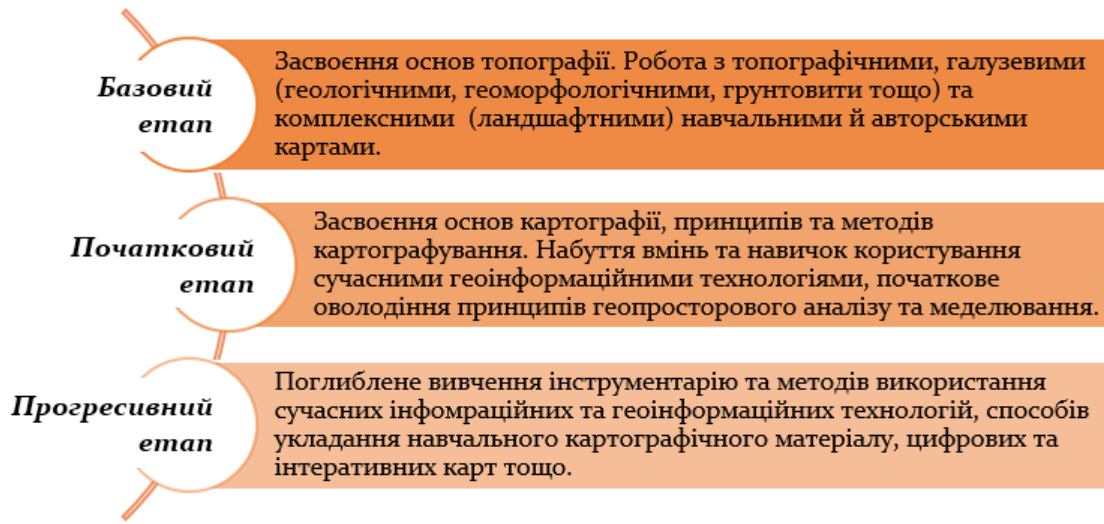 Базовий
етап
Засвоєння основ топографії. Робота з топографічними, галузевими
(геологічними, геоморфологічними, грунтовити тощо) та
комплексними (ландшафтними) навчальними й авторськими
картами.
Початковий
етап
Засвоєння основ картографії, принципів та методів
картографування. Набуття вмінь та навичок користування
сучасними геоінформаційними технологіями, початкове
оволодіння принципів геопросторового аналізу та меделювання.
Прогресивний
етап
Поглиблене вивчення інструментарію та методів використання
сучасних інфомраційних та геоінформаційних технологій, способів
укладання навчального картографічного матеріалу, цифрових та
інтеративних карт тощо.